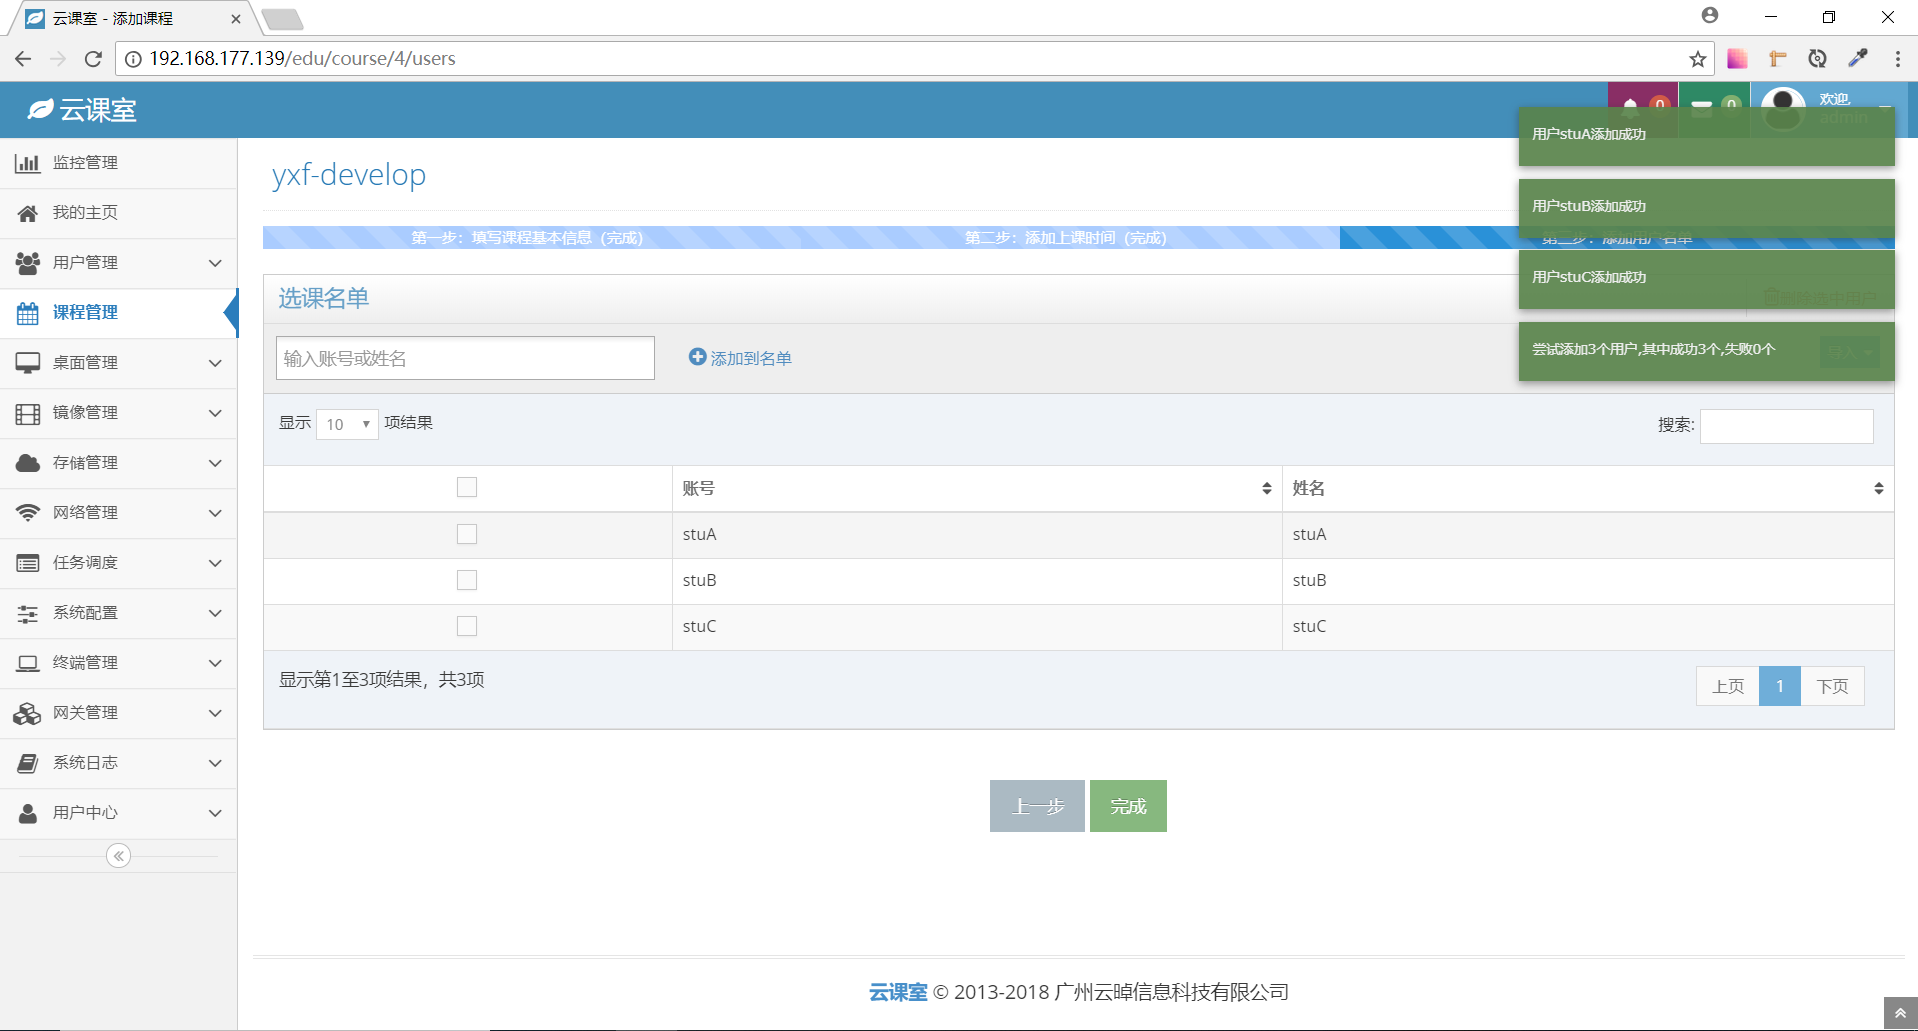 云课室 - 添加课程
192.168.177.139/edu/course/4/users
云课室
0
0
欢迎,
admin
监控管理
我的主页
用户管理
课程管理
桌面管理
镜像管理
存储管理
网络管理
任务调度
系统配置
终端管理
网关管理
系统日志
用户中心
yxf-develop
第一步：填写课程基本信息（完成）
第二步：添加上课时间（完成）
第三步：添加用户名单
用户stuA添加成功
用户stuB添加成功
用户stuC添加成功
尝试添加3个用户,其中成功3个,失败0个
选课名单
删除选中用户
输入账号或姓名
添加到名单
导入
显示 10 项结果
搜索:
账号 姓名
stuA stuA
stuB stuB
stuC stuC
显示第1至3项结果，共3项
上页 1 下页
上一步 完成
云课室 © 2013-2018 广州云晫信息科技有限公司